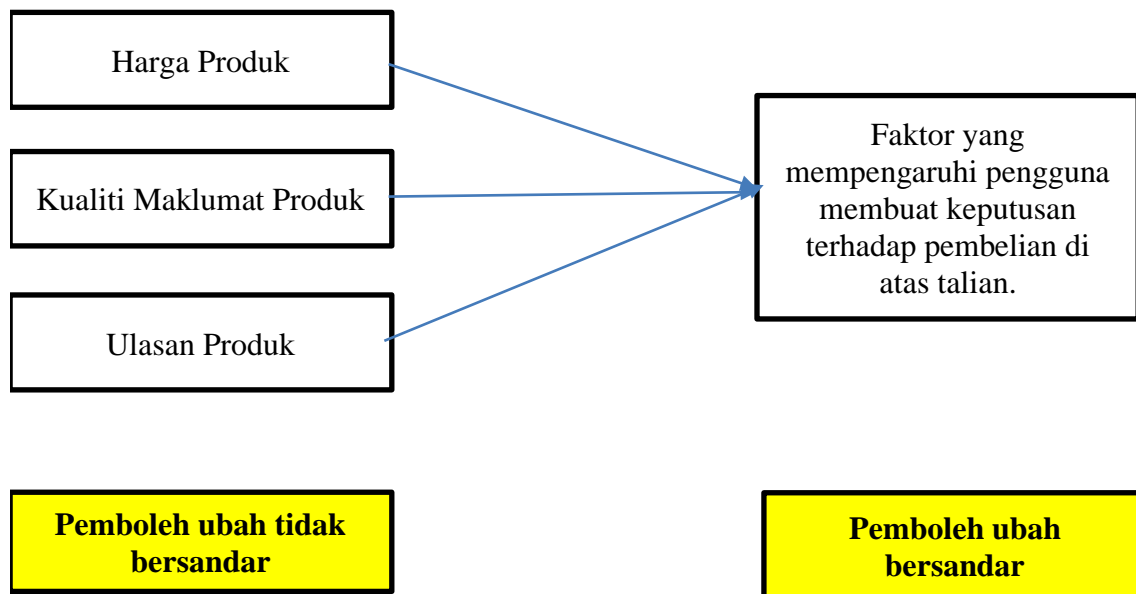 Harga Produk
Kualiti Maklumat Produk
Ulasan Produk
Faktor yang
mempengaruhi pengguna
membuat keputusan
terhadap pembelian di
atas talian.
Pemboleh ubah tidak
bersandar
Pemboleh ubah
bersandar